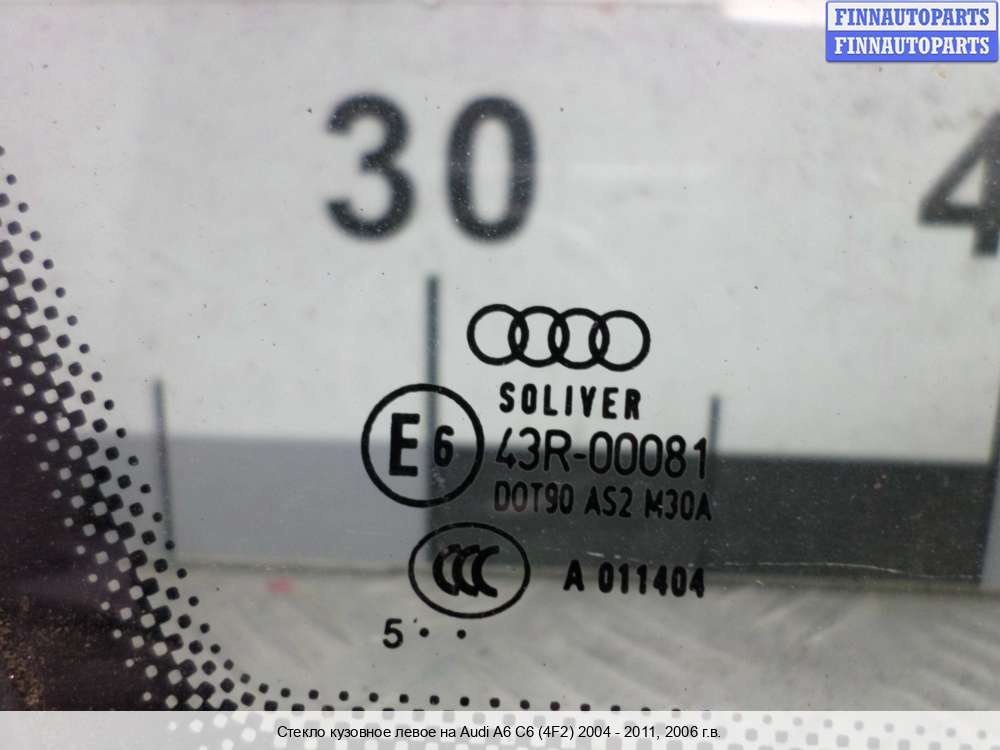 FINNAUTOPARTS
FINNAUTOPARTS
30 4
SOLIVER
E6 43R-00081
DOT90 AS2 M30A
CCC A 011404
5 • •
Стекло кузовное левое на Audi A6 C6 (4F2) 2004 - 2011, 2006 г.в.